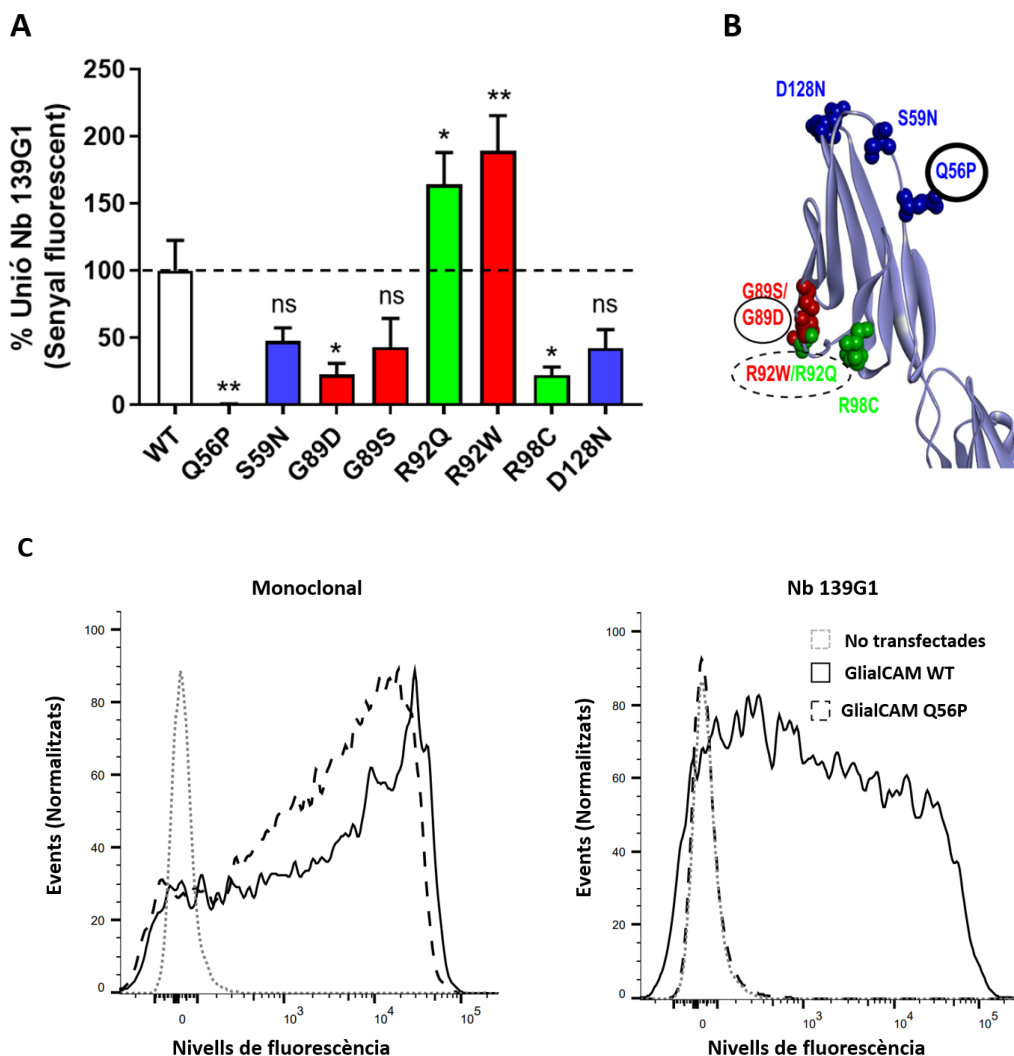 A
% Unió Nb 139G1
(Senyal fluorescent)
250
200
150
100
50
0
**
ns
*
ns
*
**
*
ns
WT
Q56P
S59N
G89D
G89S
R92Q
R92W
R98C
D128N
B
D128N
S59N
Q56P
G89S/
G89D
R92W/R92Q
R98C
C
Monoclonal
Events (Normalitzats)
100
80
60
40
20
0
0
10³
10⁴
10⁵
Nivells de fluorescència
Nb 139G1
Events (Normalitzats)
100
80
60
40
20
0
0
10³
10⁴
10⁵
Nivells de fluorescència
No transfectades
GlialCAM WT
GlialCAM Q56P